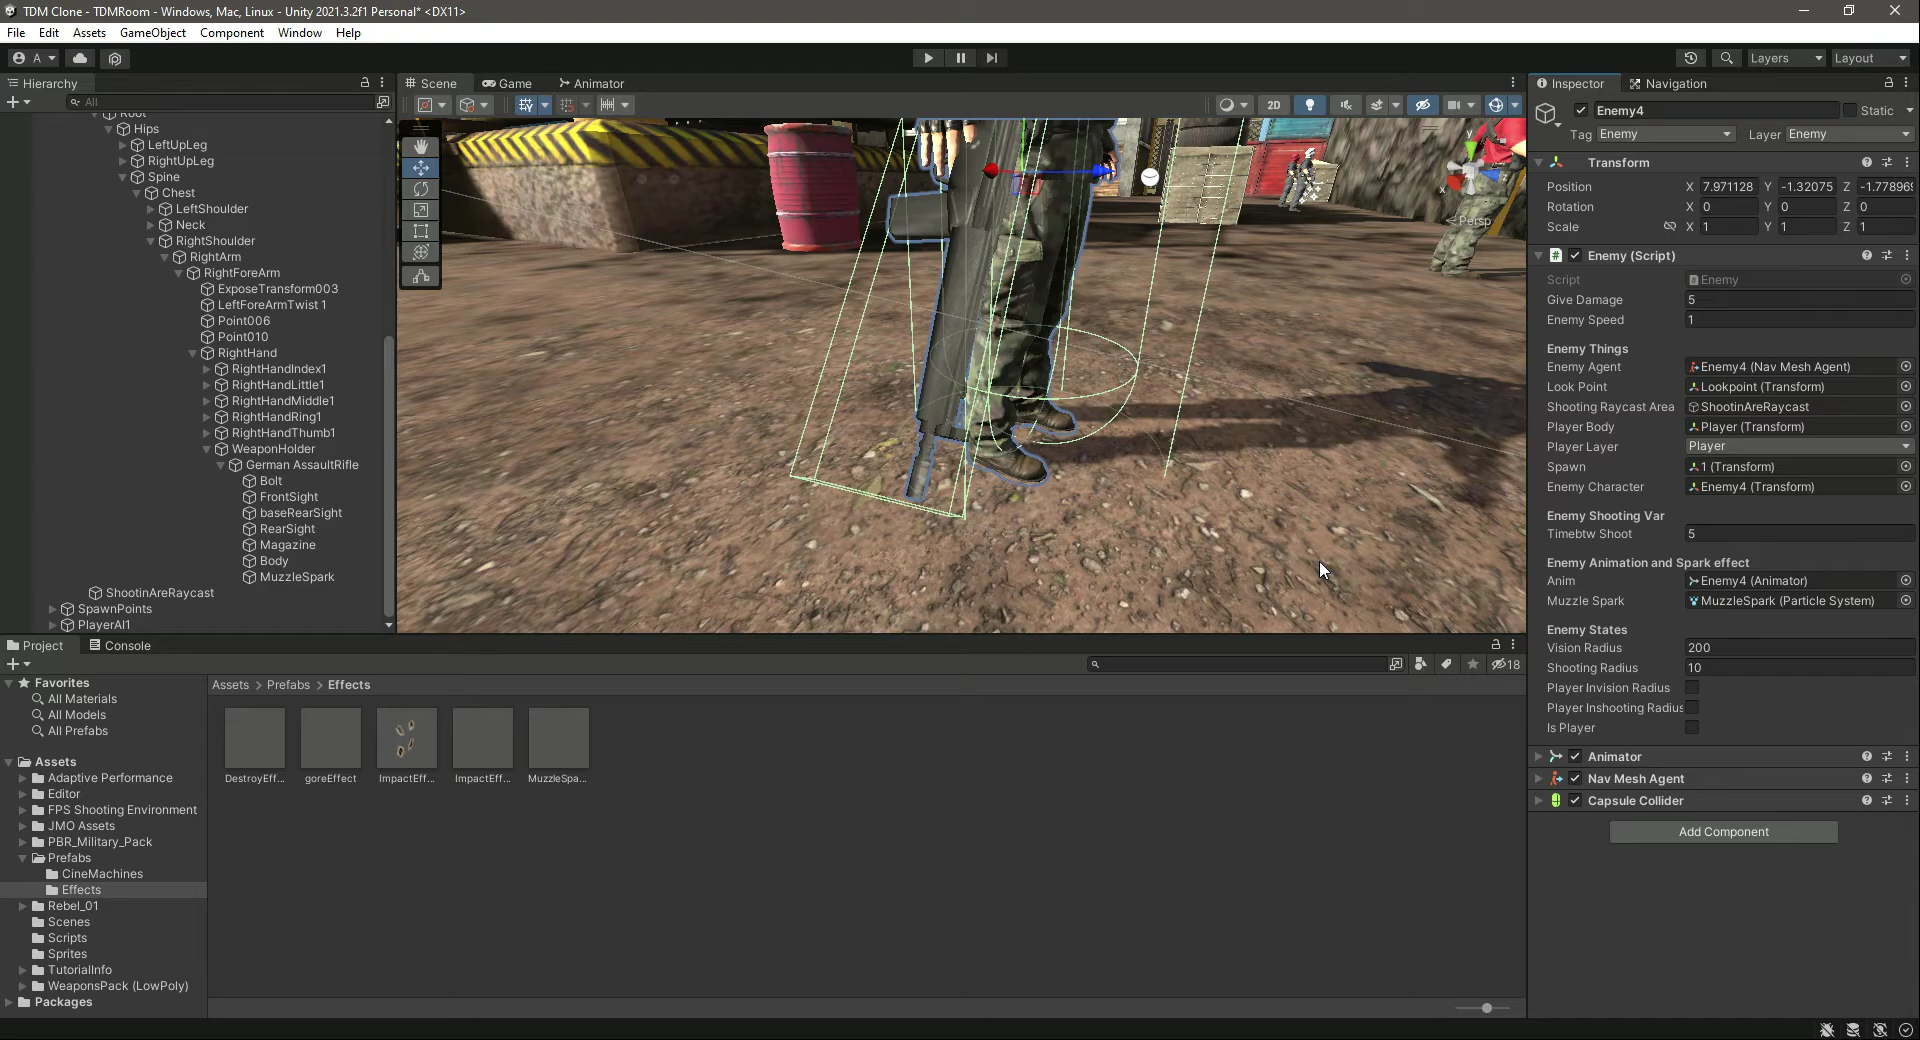 TDM Clone - TDMRoom - Windows, Mac, Linux - Unity 2021.3.2f1 Personal* <DX11>
File Edit Assets GameObject Component Window Help
A
Layers Layout
Hierarchy
All
Root
Hips
LeftUpLeg
RightUpLeg
Spine
Chest
LeftShoulder
Neck
RightShoulder
RightArm
RightForeArm
ExposeTransform003
LeftForeArmTwist 1
Point006
Point010
RightHand
RightHandIndex1
RightHandLittle1
RightHandMiddle1
RightHandRing1
RightHandThumb1
WeaponHolder
German AssaultRifle
Bolt
FrontSight
baseRearSight
RearSight
Magazine
Body
MuzzleSpark
ShootinAreRaycast
SpawnPoints
PlayerAI1
Scene Game Animator
2D
y
x
z
Persp
Inspector Navigation
Enemy4 Static
Tag Enemy Layer Enemy
Transform
Position X 7.971128 Y -1.32075 Z -1.778969
Rotation X 0 Y 0 Z 0
Scale X 1 Y 1 Z 1
Enemy (Script)
Script Enemy
Give Damage 5
Enemy Speed 1
Enemy Things
Enemy Agent Enemy4 (Nav Mesh Agent)
Look Point Lookpoint (Transform)
Shooting Raycast Area ShootinAreRaycast
Player Body Player (Transform)
Player Layer Player
Spawn 1 (Transform)
Enemy Character Enemy4 (Transform)
Enemy Shooting Var
Timebtw Shoot 5
Enemy Animation and Spark effect
Anim Enemy4 (Animator)
Muzzle Spark MuzzleSpark (Particle System)
Enemy States
Vision Radius 200
Shooting Radius 10
Player Invision Radius
Player Inshooting Radius
Is Player
Animator
Nav Mesh Agent
Capsule Collider
Add Component
Project Console
18
Favorites
All Materials
All Models
All Prefabs
Assets
Adaptive Performance
Editor
FPS Shooting Environment
JMO Assets
PBR_Military_Pack
Prefabs
CineMachines
Effects
Rebel_01
Scenes
Scripts
Sprites
TutorialInfo
WeaponsPack (LowPoly)
Packages
Assets > Prefabs > Effects
DestroyEff... goreEffect ImpactEff... ImpactEff... MuzzleSpa...